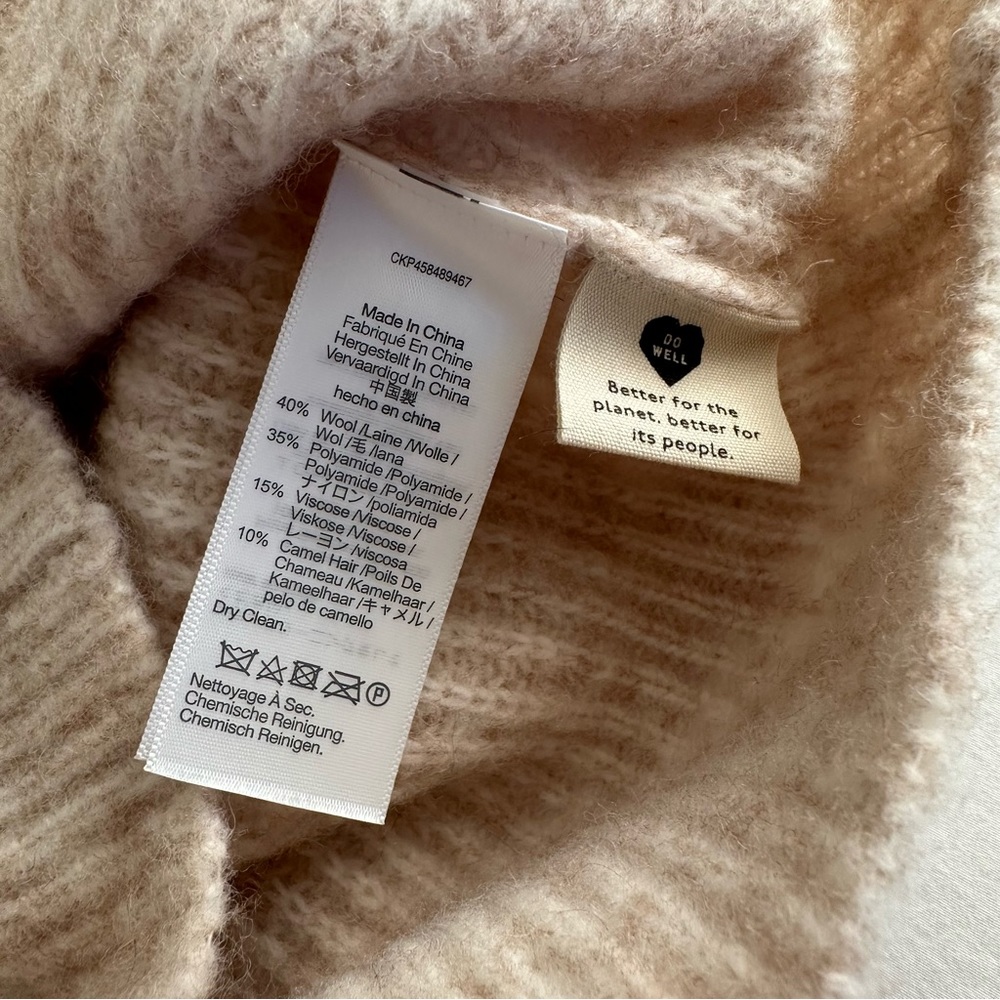 CKP458489467
Made In China
Fabriqué En Chine
Hergestellt In China
Vervaardigd In China
中国製
hecho en china
40% Wool /Laine /Wolle /
Wol /毛 /lana
35% Polyamide /Polyamide /
Polyamide /Polyamide /
ナイロン /poliamida
15% Viscose /Viscose /
Viskose /Viscose /
レーヨン /viscosa
10% Camel Hair /Poils De
Chameau /Kamelhaar /
Kameelhaar /キャメル /
pelo de camello
Dry Clean.
P
Nettoyage À Sec.
Chemische Reinigung.
Chemisch Reinigen.
DO
WELL
Better for the
planet, better for
its people.